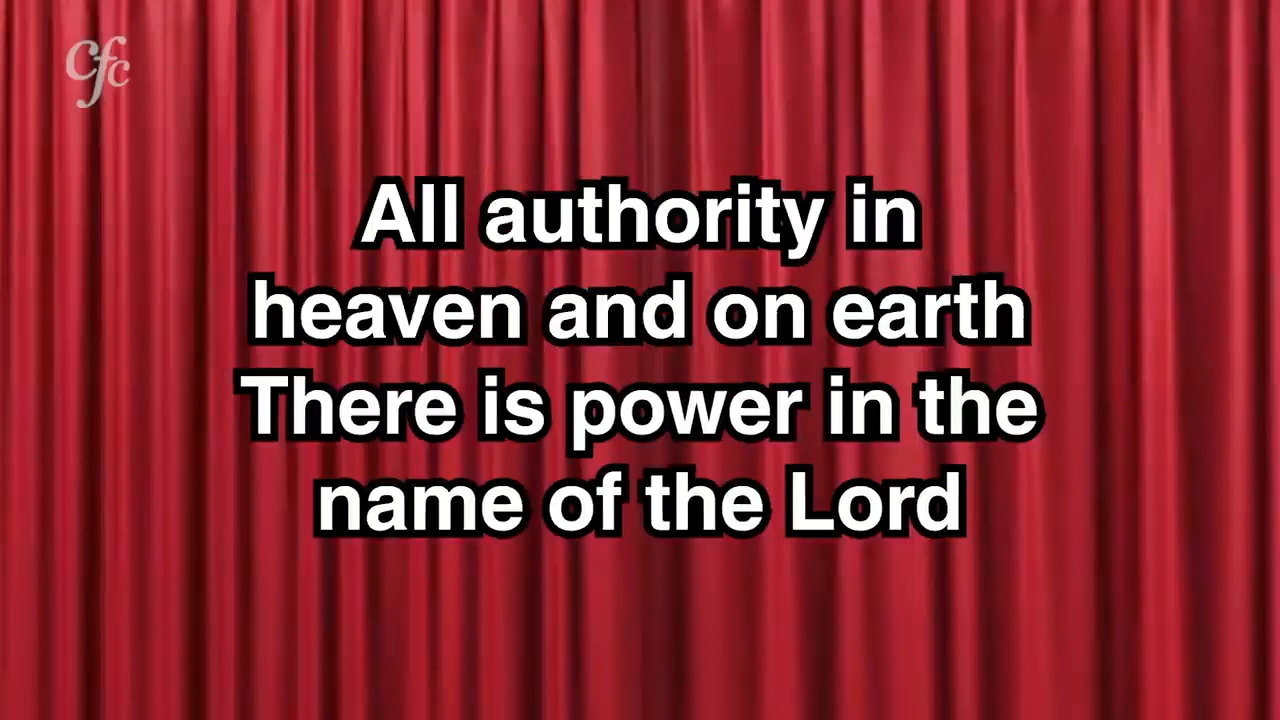 cfc
All authority in
heaven and on earth
There is power in the
name of the Lord